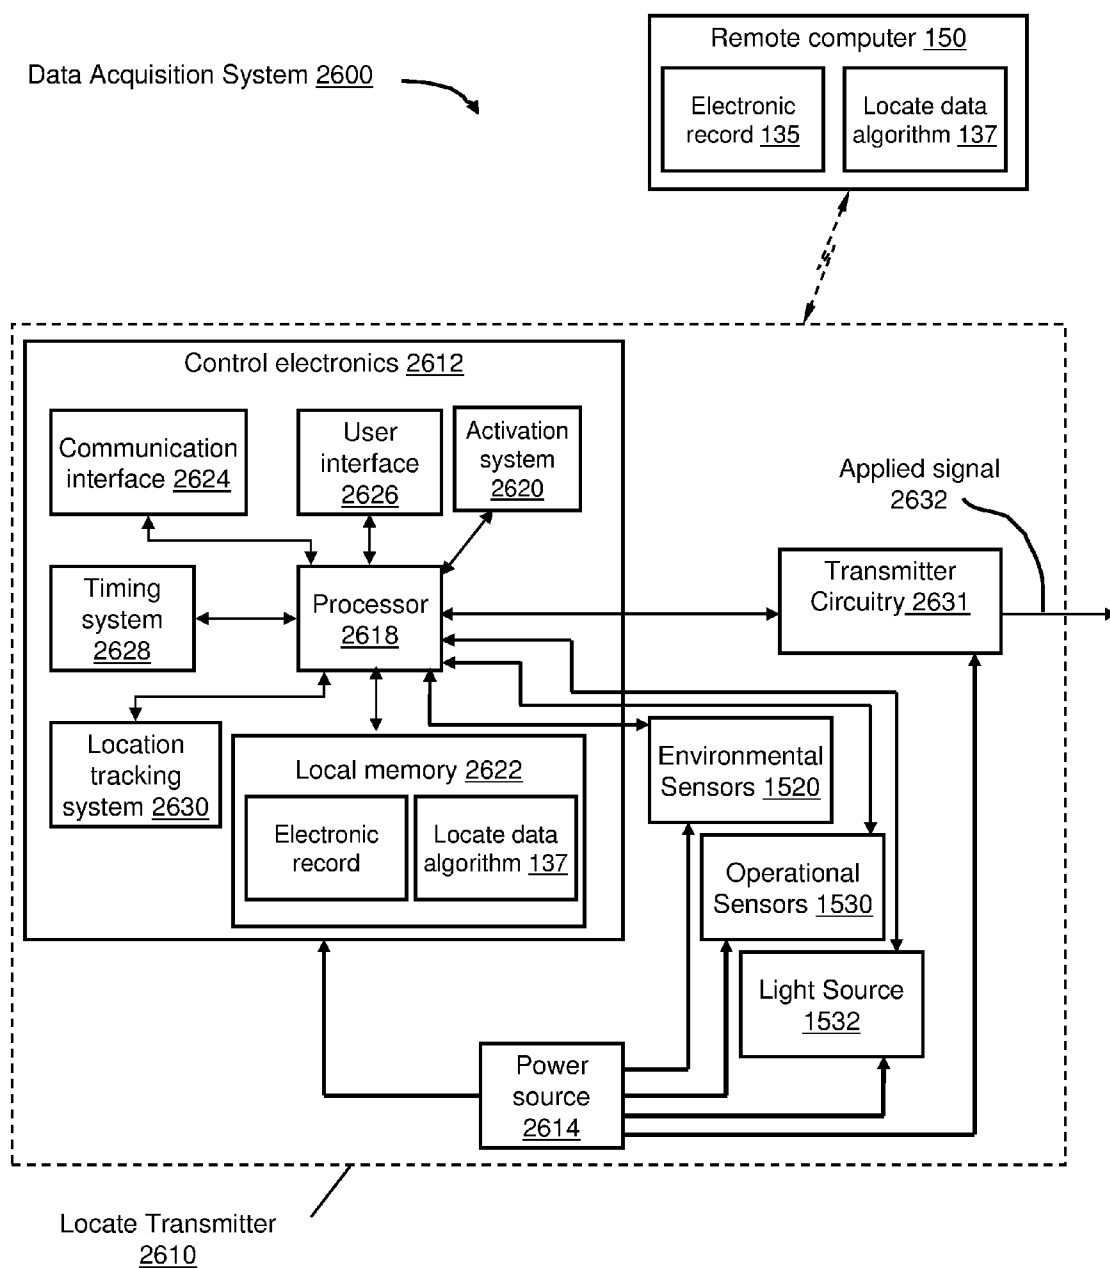 Remote computer 150
Data Acquisition System 2600
Electronic
record 135
Locate data
algorithm 137
Control electronics 2612
Communication
interface 2624
User
interface
2626
Activation
system
2620
Applied signal
2632
Timing
system
2628
Processor
2618
Transmitter
Circuitry 2631
Location
tracking
system 2630
Local memory 2622
Electronic
record
Locate data
algorithm 137
Environmental
Sensors 1520
Operational
Sensors 1530
Light Source
1532
Power
source
2614
Locate Transmitter
2610